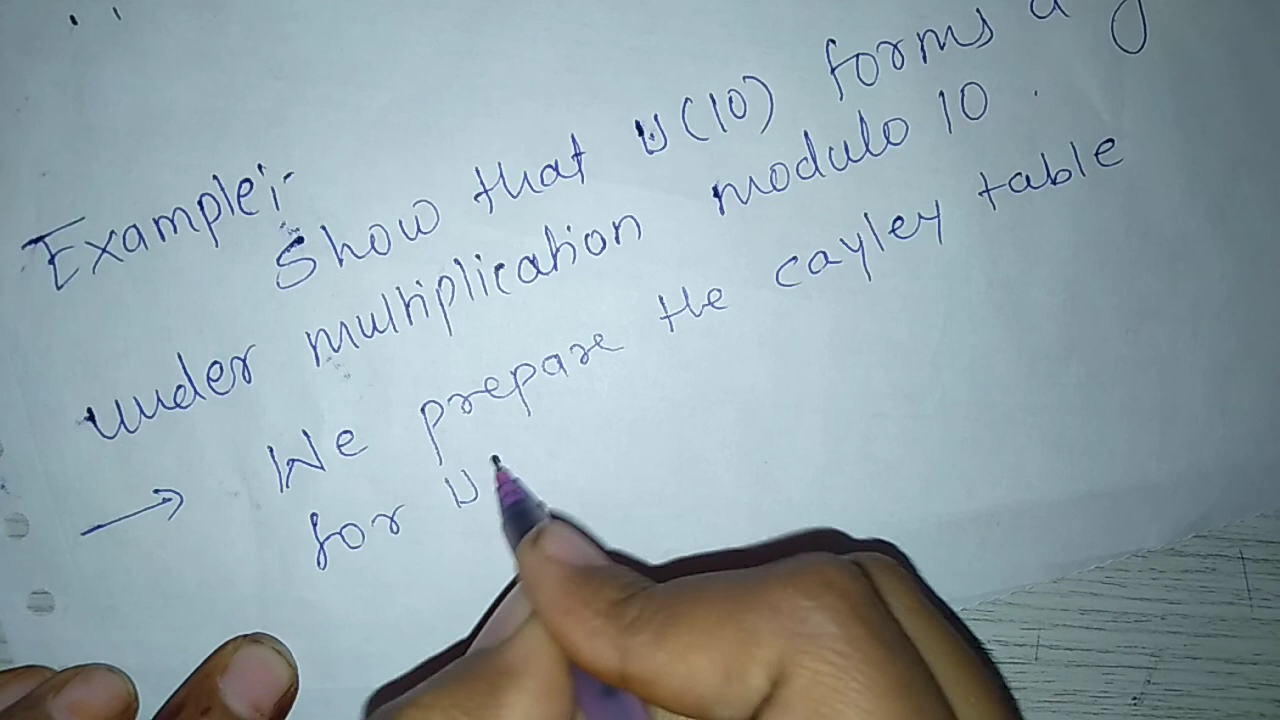 Example:-
Show that U(10) forms a g
under multiplication modulo 10.
→ We prepare the cayley table
for U